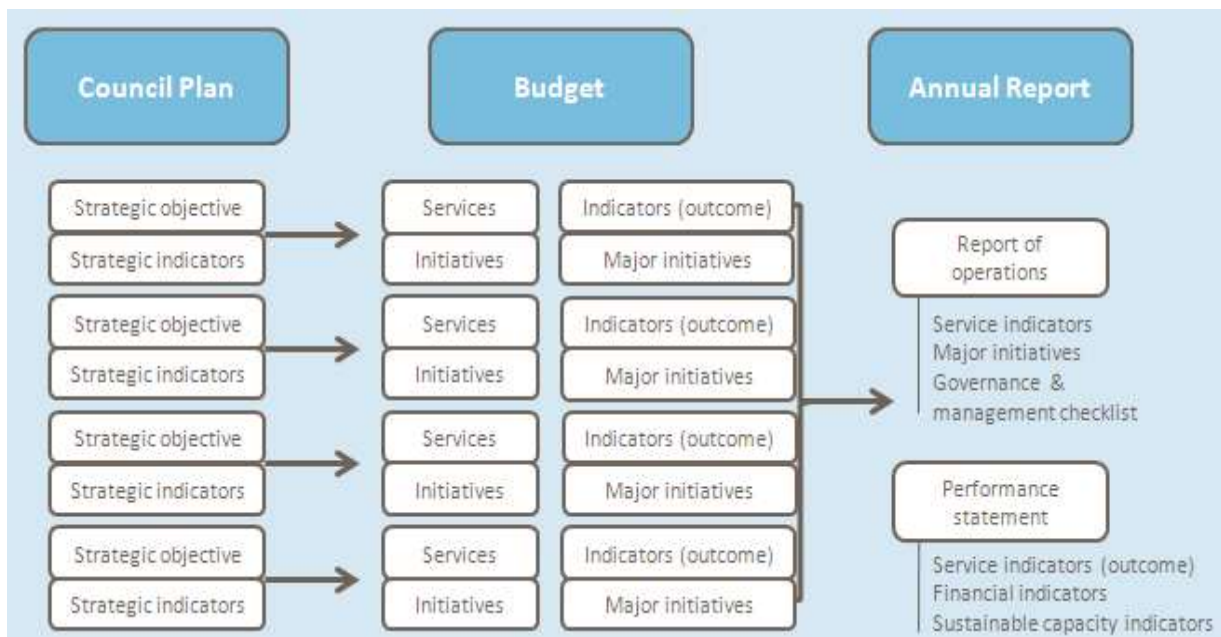 Council Plan
Budget
Annual Report
Strategic objective
Strategic indicators
Services
Initiatives
Indicators (outcome)
Major initiatives
Strategic objective
Strategic indicators
Services
Initiatives
Indicators (outcome)
Major initiatives
Strategic objective
Strategic indicators
Services
Initiatives
Indicators (outcome)
Major initiatives
Strategic objective
Strategic indicators
Services
Initiatives
Indicators (outcome)
Major initiatives
Report of
operations
Service indicators
Major initiatives
Governance &
management checklist
Performance
statement
Service indicators (outcome)
Financial indicators
Sustainable capacity indicators